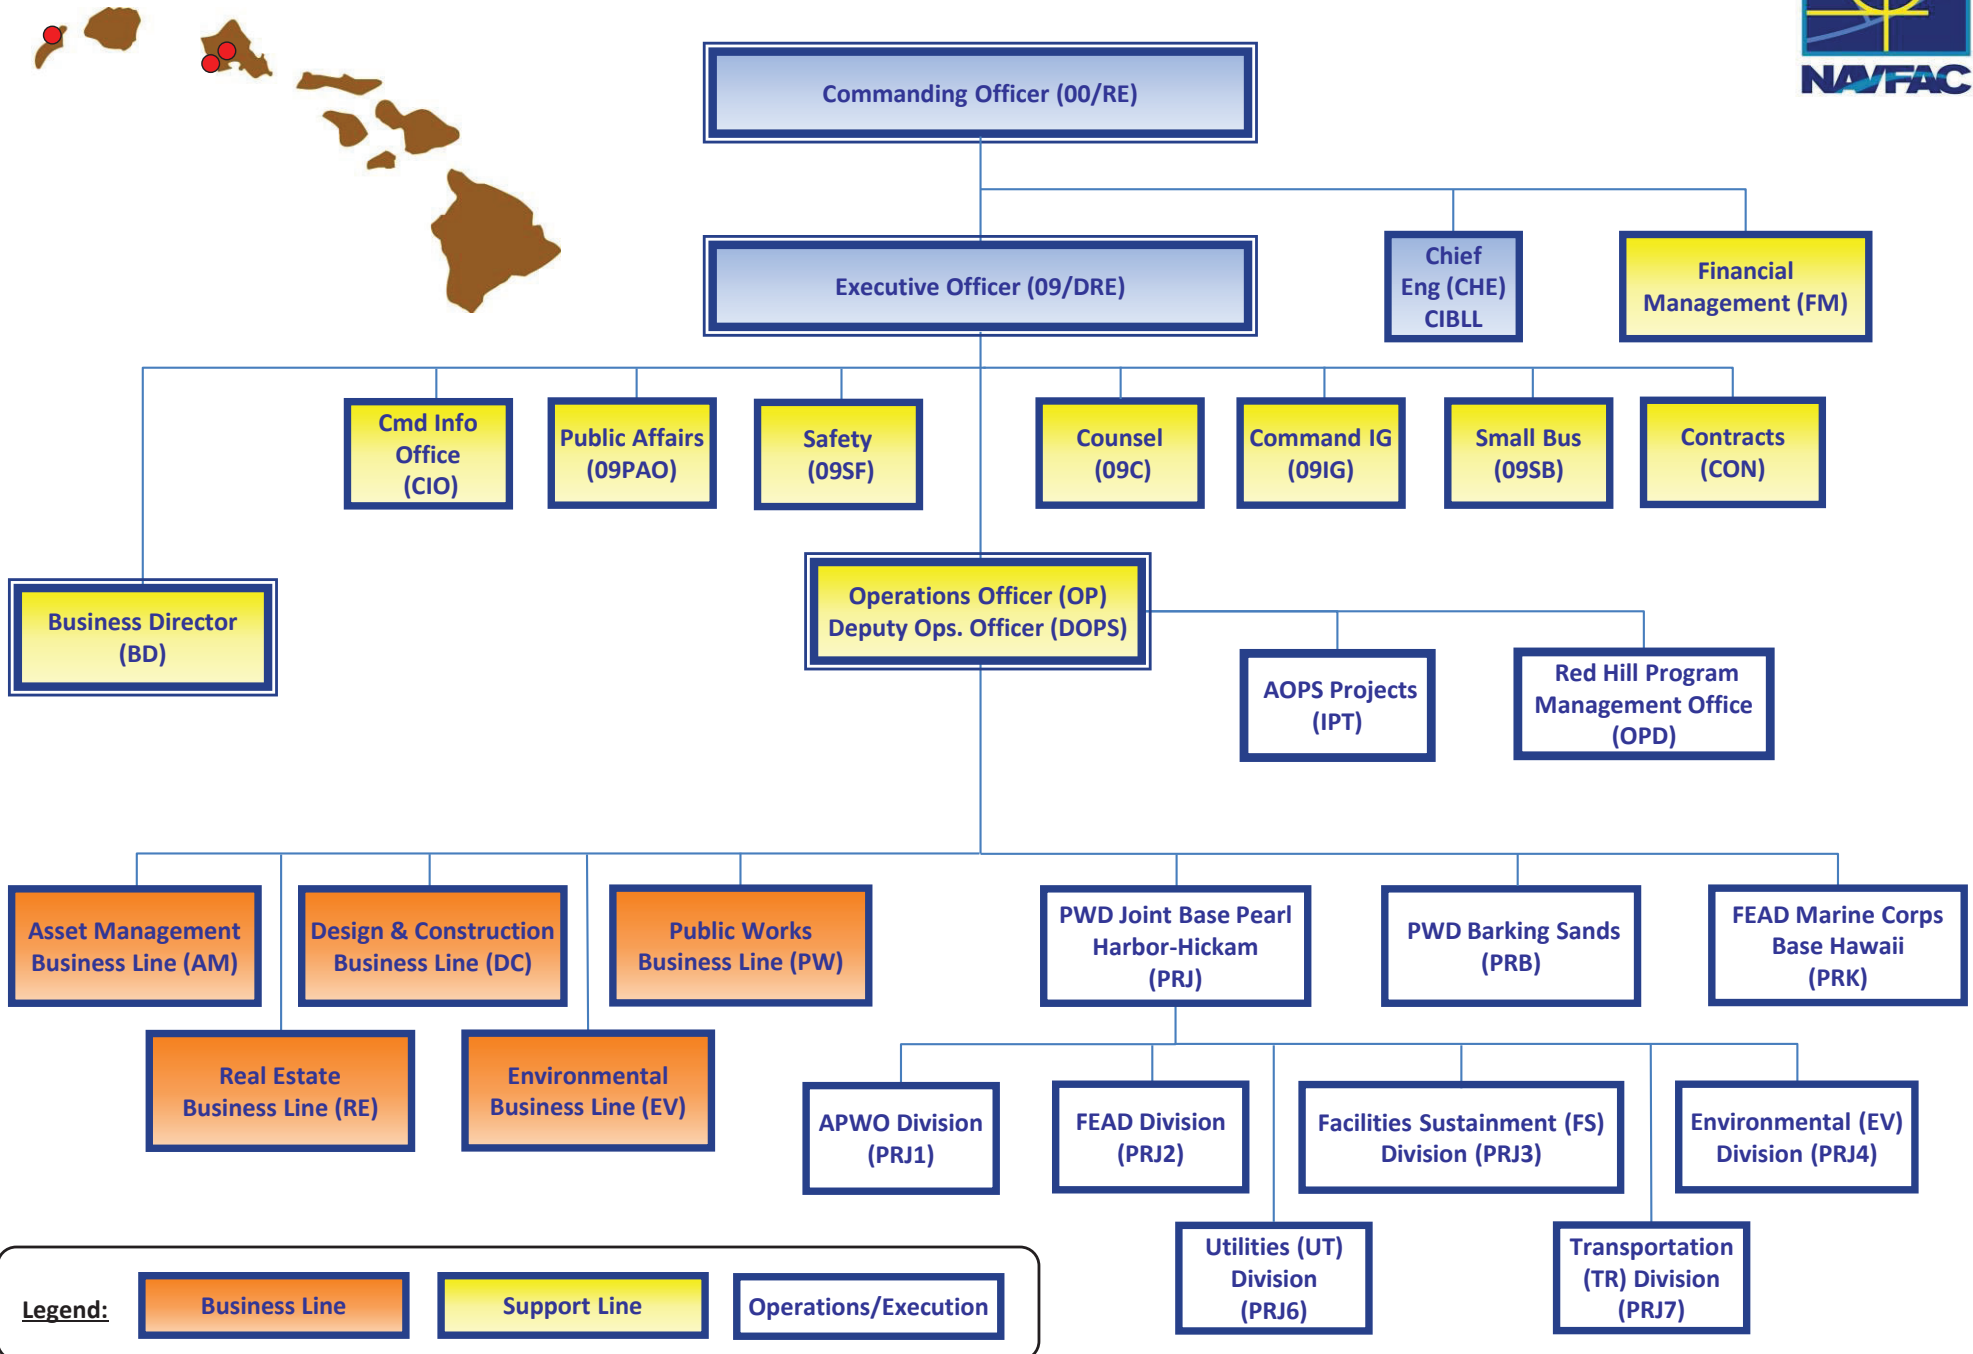 NAVFAC
Commanding Officer (00/RE)
Executive Officer (09/DRE)
Chief
Eng (CHE)
CIBLL
Financial
Management (FM)
Cmd Info
Office
(CIO)
Public Affairs
(09PAO)
Safety
(09SF)
Counsel
(09C)
Command IG
(09IG)
Small Bus
(09SB)
Contracts
(CON)
Business Director
(BD)
Operations Officer (OP)
Deputy Ops. Officer (DOPS)
AOPS Projects
(IPT)
Red Hill Program
Management Office
(OPD)
Asset Management
Business Line (AM)
Design & Construction
Business Line (DC)
Public Works
Business Line (PW)
PWD Joint Base Pearl
Harbor-Hickam
(PRJ)
PWD Barking Sands
(PRB)
FEAD Marine Corps
Base Hawaii
(PRK)
Real Estate
Business Line (RE)
Environmental
Business Line (EV)
APWO Division
(PRJ1)
FEAD Division
(PRJ2)
Facilities Sustainment (FS)
Division (PRJ3)
Environmental (EV)
Division (PRJ4)
Utilities (UT)
Division
(PRJ6)
Transportation
(TR) Division
(PRJ7)
Legend:
Business Line
Support Line
Operations/Execution